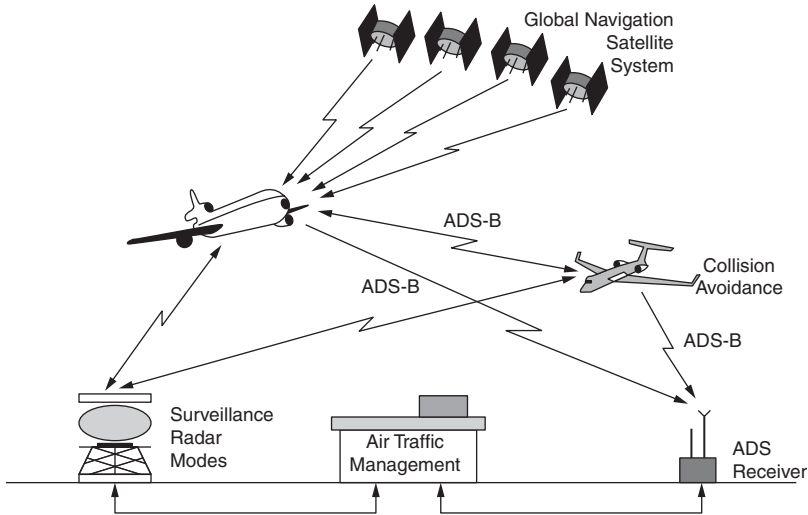 Global Navigation
Satellite
System
ADS-B
Collision
Avoidance
ADS-B
ADS-B
Surveillance
Radar
Modes
Air Traffic
Management
ADS
Receiver